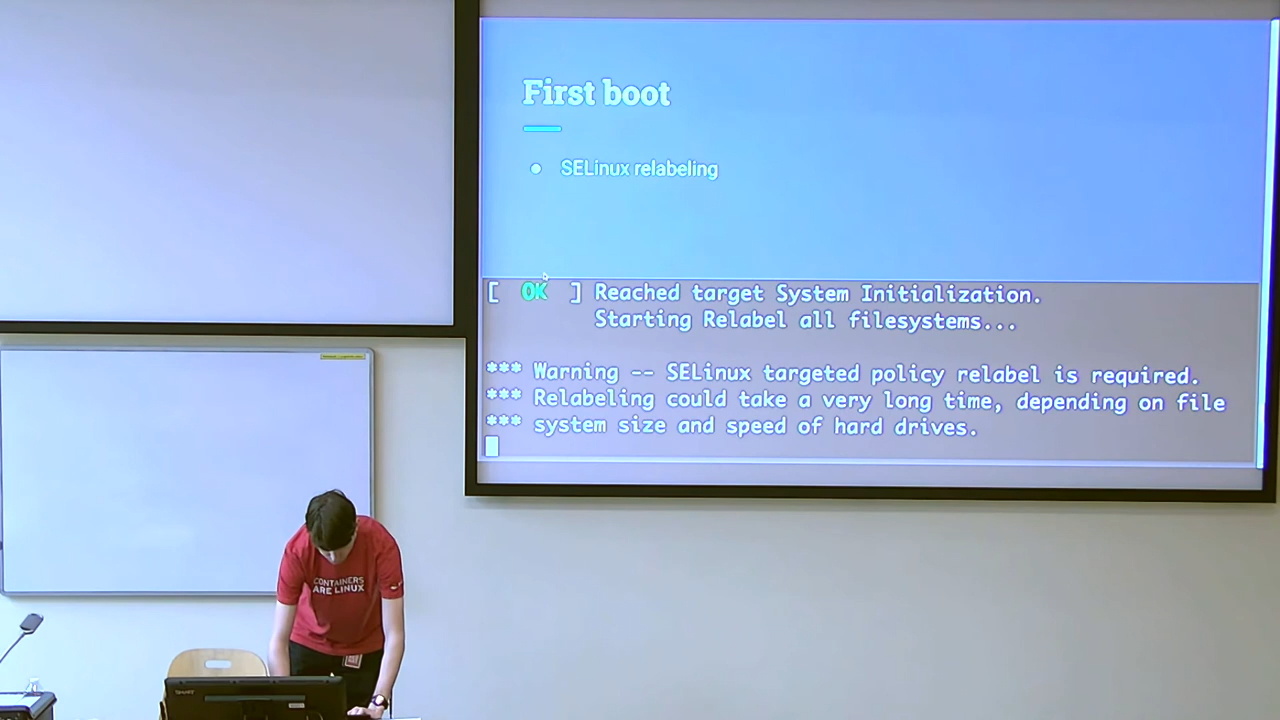 First boot
● SELinux relabeling
[ OK ] Reached target System Initialization.
Starting Relabel all filesystems...
*** Warning -- SELinux targeted policy relabel is required.
*** Relabeling could take a very long time, depending on file
*** system size and speed of hard drives.
CONTAINERS
ARE LINUX